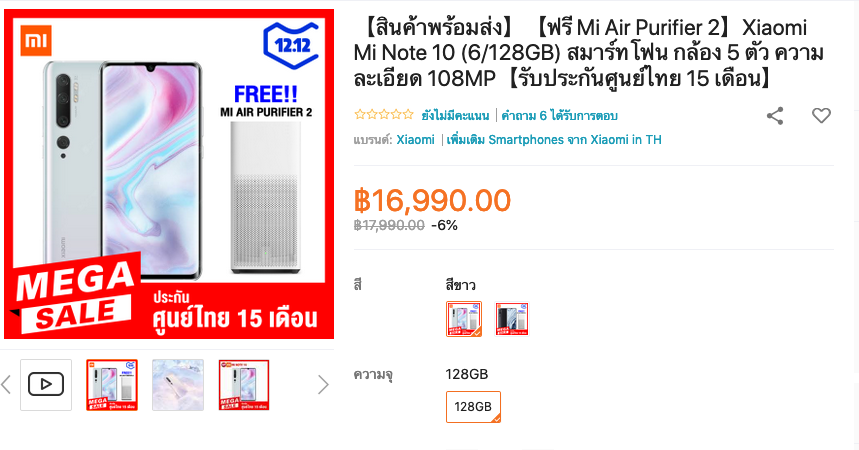 mi
12.12
FREE!!
MI AIR PURIFIER 2
XIAOMI
MEGA
SALE
ประกัน
ศูนย์ไทย 15 เดือน
【สินค้าพร้อมส่ง】 【ฟรี Mi Air Purifier 2】 Xiaomi
Mi Note 10 (6/128GB) สมาร์ทโฟน กล้อง 5 ตัว ความ
ละเอียด 108MP【รับประกันศูนย์ไทย 15 เดือน】
ยังไม่มีคะแนน | คำถาม 6 ได้รับการตอบ
แบรนด์: Xiaomi | เพิ่มเติม Smartphones จาก Xiaomi in TH
฿16,990.00
฿17,990.00 -6%
สี
สีขาว
ความจุ
128GB
128GB